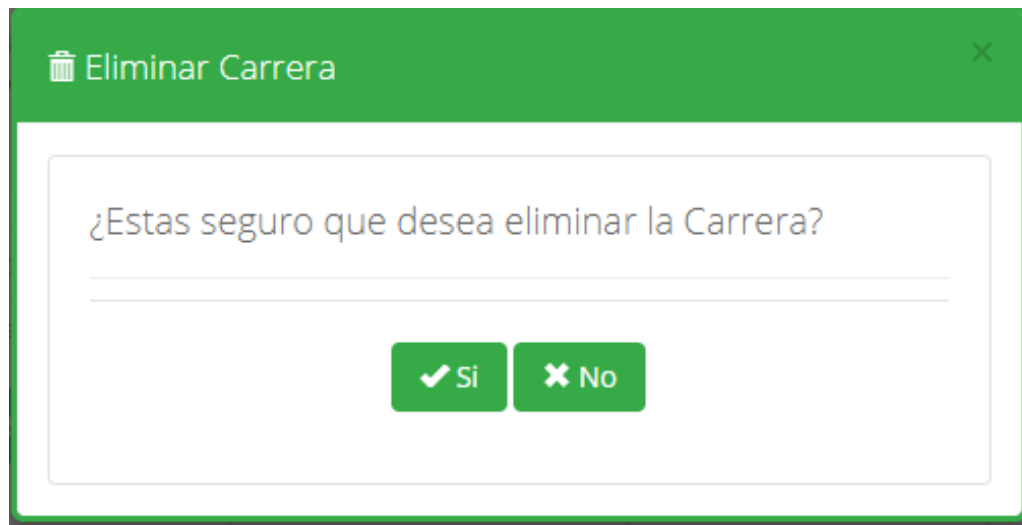 Eliminar Carrera
¿Estas seguro que desea eliminar la Carrera?
Si No